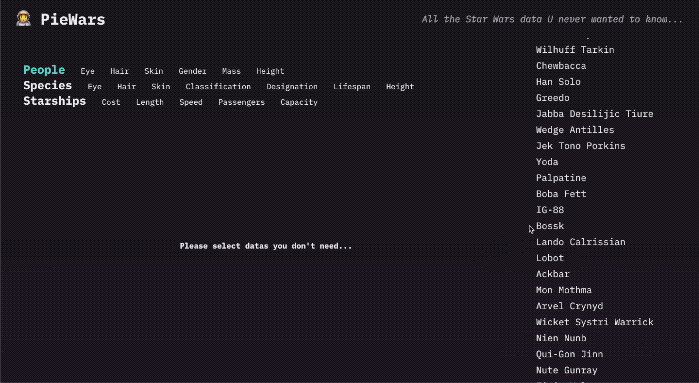 PieWars
All the Star Wars data U never wanted to know...
People Eye Hair Skin Gender Mass Height
Species Eye Hair Skin Classification Designation Lifespan Height
Starships Cost Length Speed Passengers Capacity
Please select datas you don't need...
Wilhuff Tarkin
Chewbacca
Han Solo
Greedo
Jabba Desilijic Tiure
Wedge Antilles
Jek Tono Porkins
Yoda
Palpatine
Boba Fett
IG-88
Bossk
Lando Calrissian
Lobot
Ackbar
Mon Mothma
Arvel Crynyd
Wicket Systri Warrick
Nien Nunb
Qui-Gon Jinn
Nute Gunray